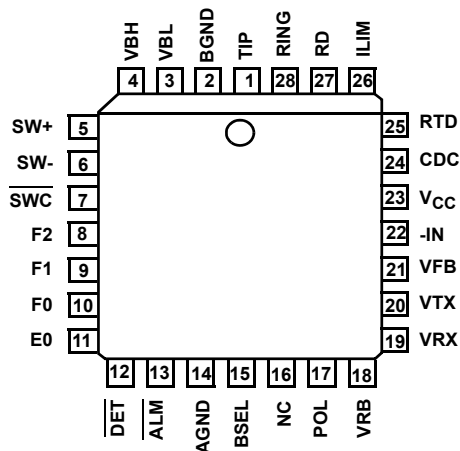 VBH
VBL
BGND
TIP
RING
RD
ILIM
4
3
2
1
28
27
26
SW+ 5
SW- 6
SWC 7
F2 8
F1 9
F0 10
E0 11
25 RTD
24 CDC
23 VCC
22 -IN
21 VFB
20 VTX
19 VRX
12
13
14
15
16
17
18
DET
ALM
AGND
BSEL
NC
POL
VRB